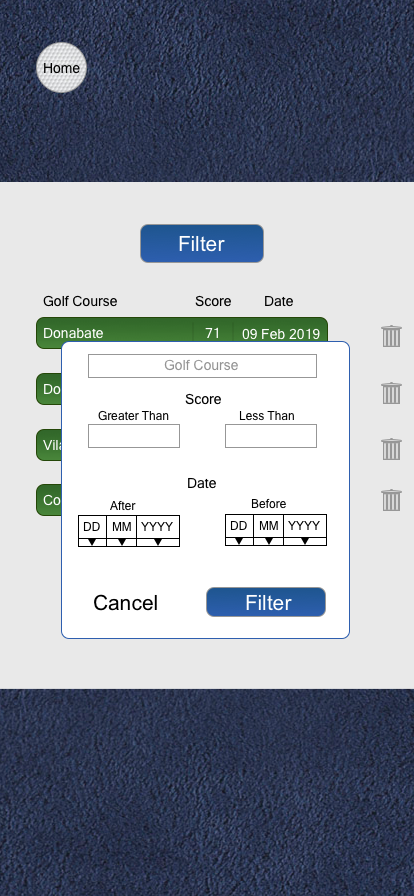 Home
Filter
Golf Course Score Date
Donabate 71 09 Feb 2019
Golf Course
Do
Score
Greater Than Less Than
Vila
Date
Co
After Before
DD MM YYYY DD MM YYYY
Cancel Filter